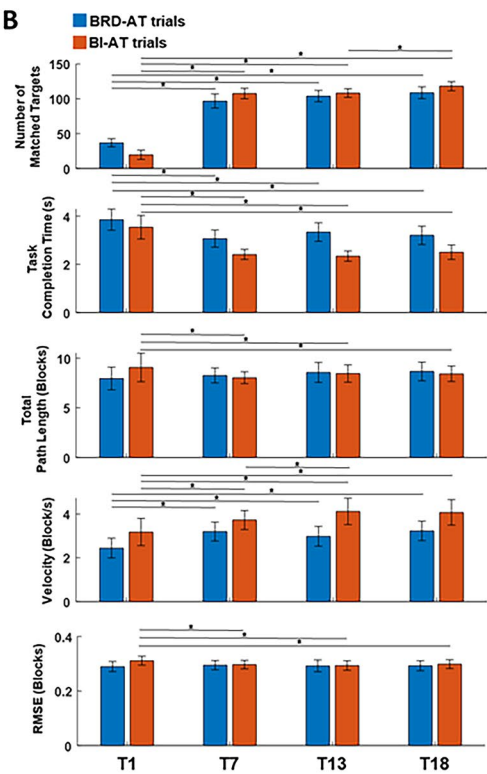 B
BRD-AT trials
BI-AT trials
Number of
Matched Targets
150
100
50
0
* * * * * * *
Task
Completion Time (s)
4
2
0
* * * * * *
Total
Path Length (Blocks)
10
5
0
* * *
Velocity (Block/s)
4
2
0
* * * * * * *
RMSE (Blocks)
0.4
0.2
0
* * *
T1 T7 T13 T18